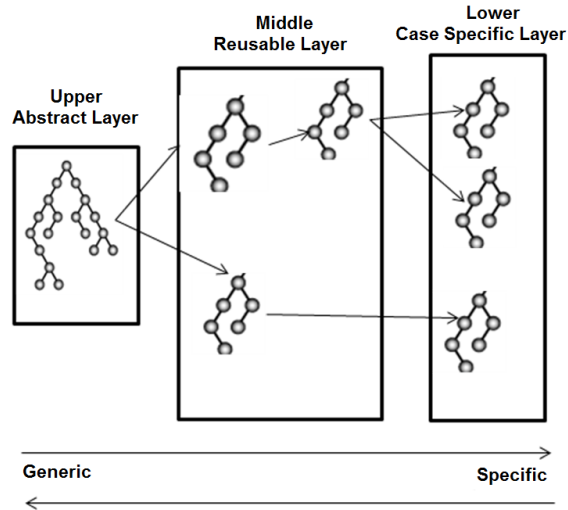 Upper
Abstract Layer
Middle
Reusable Layer
Lower
Case Specific Layer
Generic
Specific